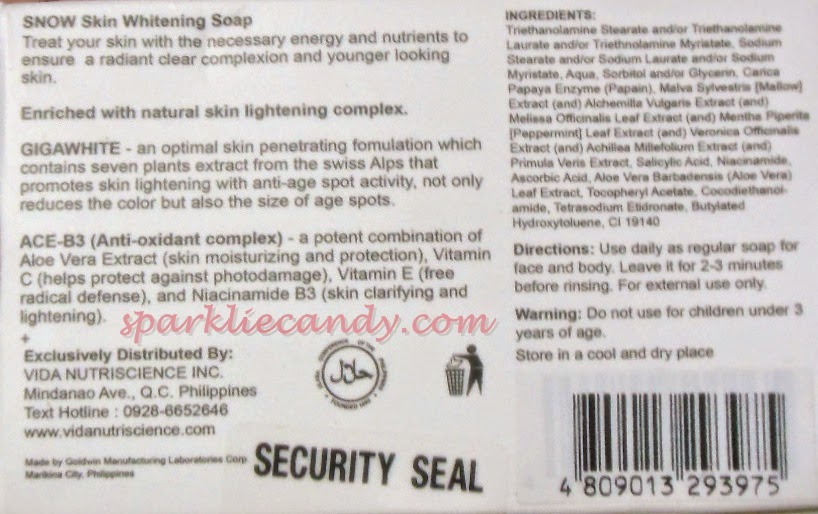 SNOW Skin Whitening Soap
Treat your skin with the necessary energy and nutrients to
ensure a radiant clear complexion and younger looking
skin.
Enriched with natural skin lightening complex.
GIGAWHITE - an optimal skin penetrating fomulation which
contains seven plants extract from the swiss Alps that
promotes skin lightening with anti-age spot activity, not only
reduces the color but also the size of age spots.
ACE-B3 (Anti-oxidant complex) - a potent combination of
Aloe Vera Extract (skin moisturizing and protection), Vitamin
C (helps protect against photodamage), Vitamin E (free
radical defense), and Niacinamide B3 (skin clarifying and
lightening).
+
Exclusively Distributed By:
VIDA NUTRISCIENCE INC.
Mindanao Ave., Q.C. Philippines
Text Hotline : 0928-6652646
www.vidanutriscience.com
Made by Goldwin Manufacturing Laboratories Corp.
Marikina City, Philippines
sparkliecandy.com
حلال
SECURITY SEAL
INGREDIENTS:
Triethanolamine Stearate and/or Triethanolamine
Laurate and/or Triethnolamine Myristate, Sodium
Stearate and/or Sodium Laurate and/or Sodium
Myristate, Aqua, Sorbitol and/or Glycerin, Carica
Papaya Enzyme (Papain), Malva Sylvestris [Mallow]
Extract (and) Alchemilla Vulgaris Extract (and)
Melissa Officinalis Leaf Extract (and) Mentha Piperita
[Peppermint] Leaf Extract (and) Veronica Officinalis
Extract (and) Achillea Millefolium Extract (and)
Primula Veris Extract, Salicylic Acid, Niacinamide,
Ascorbic Acid, Aloe Vera Barbadensis (Aloe Vera)
Leaf Extract, Tocopheryl Acetate, Cocodiethanol-
amide, Tetrasodium Etidronate, Butylated
Hydroxytoluene, CI 19140
Directions: Use daily as regular soap for
face and body. Leave it for 2-3 minutes
before rinsing. For external use only.
Warning: Do not use for children under 3
years of age.
Store in a cool and dry place
4 809013 293975